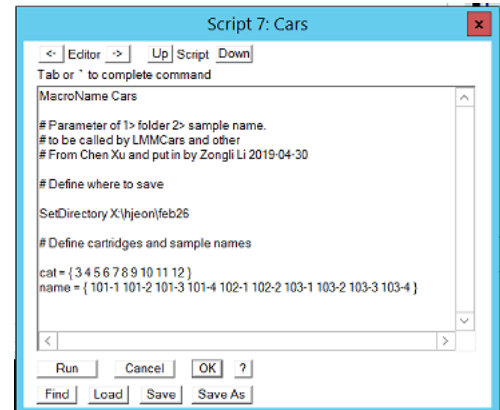 Script 7: Cars
x
<- Editor -> Up Script Down
Tab or ` to complete command
MacroName Cars
# Parameter of 1> folder 2> sample name.
# to be called by LMMCars and other
# From Chen Xu and put in by Zongli Li 2019-04-30
# Define where to save
SetDirectory X:\hjeon\feb26
# Define cartridges and sample names
cat = { 3 4 5 6 7 8 9 10 11 12 }
name = { 101-1 101-2 101-3 101-4 102-1 102-2 103-1 103-2 103-3 103-4 }
Run Cancel OK ?
Find Load Save Save As